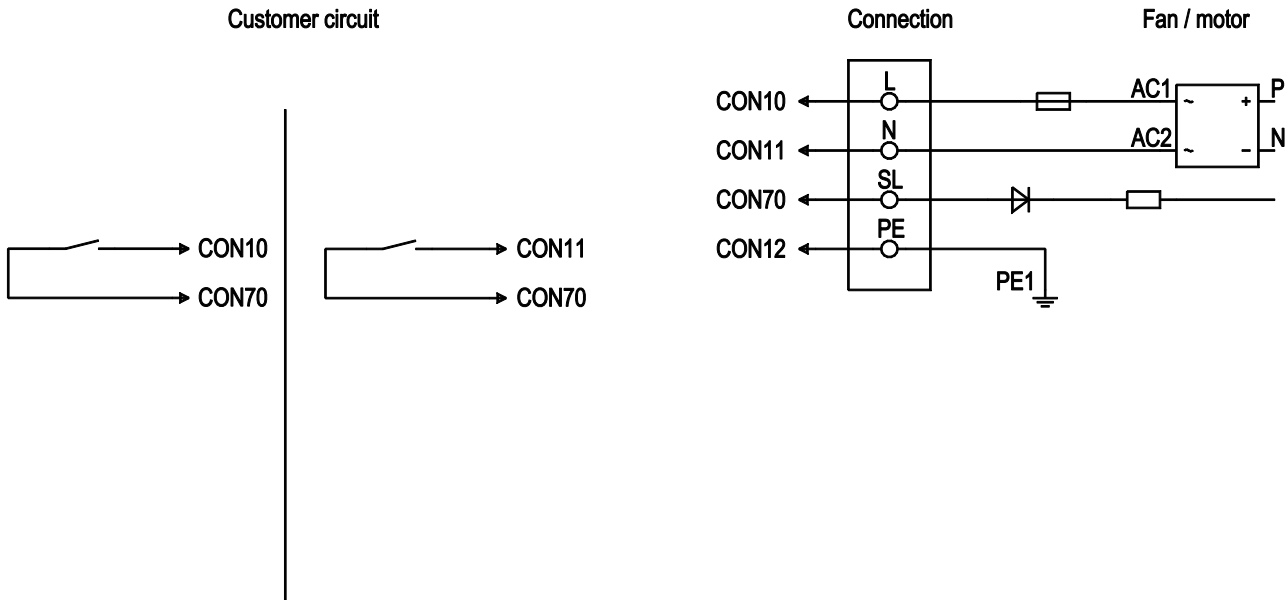 Customer circuit
Connection
Fan / motor
CON10
CON70
CON11
CON70
L
CON10
AC1
~
+
P
N
CON11
AC2
~
−
N
SL
CON70
PE
CON12
PE1